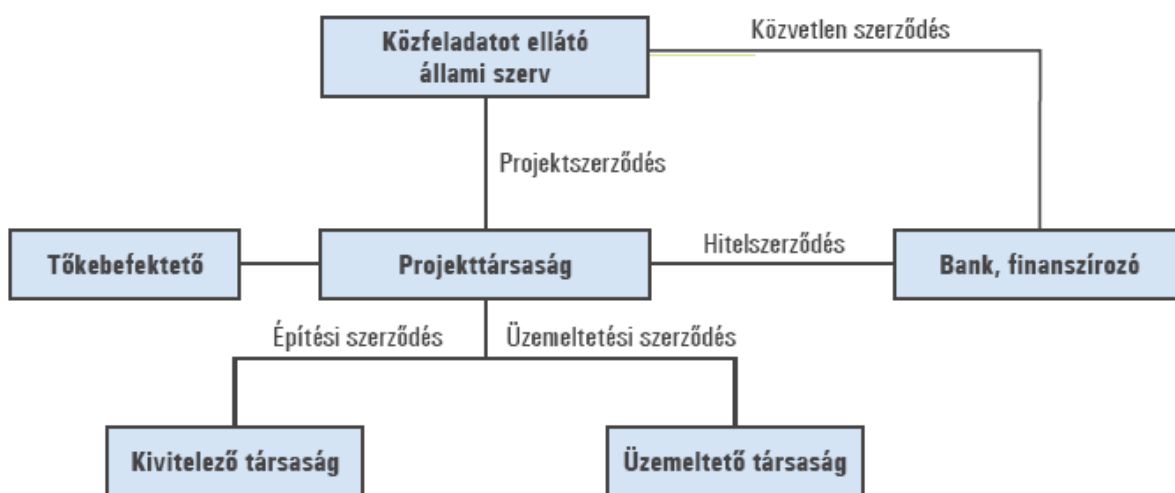 Közfeladatot ellátó
állami szerv
Közvetlen szerződés
Projektszerződés
Tőkebefektető
Projekttársaság
Hitelszerződés
Bank, finanszírozó
Építési szerződés
Üzemeltetési szerződés
Kivitelező társaság
Üzemeltető társaság